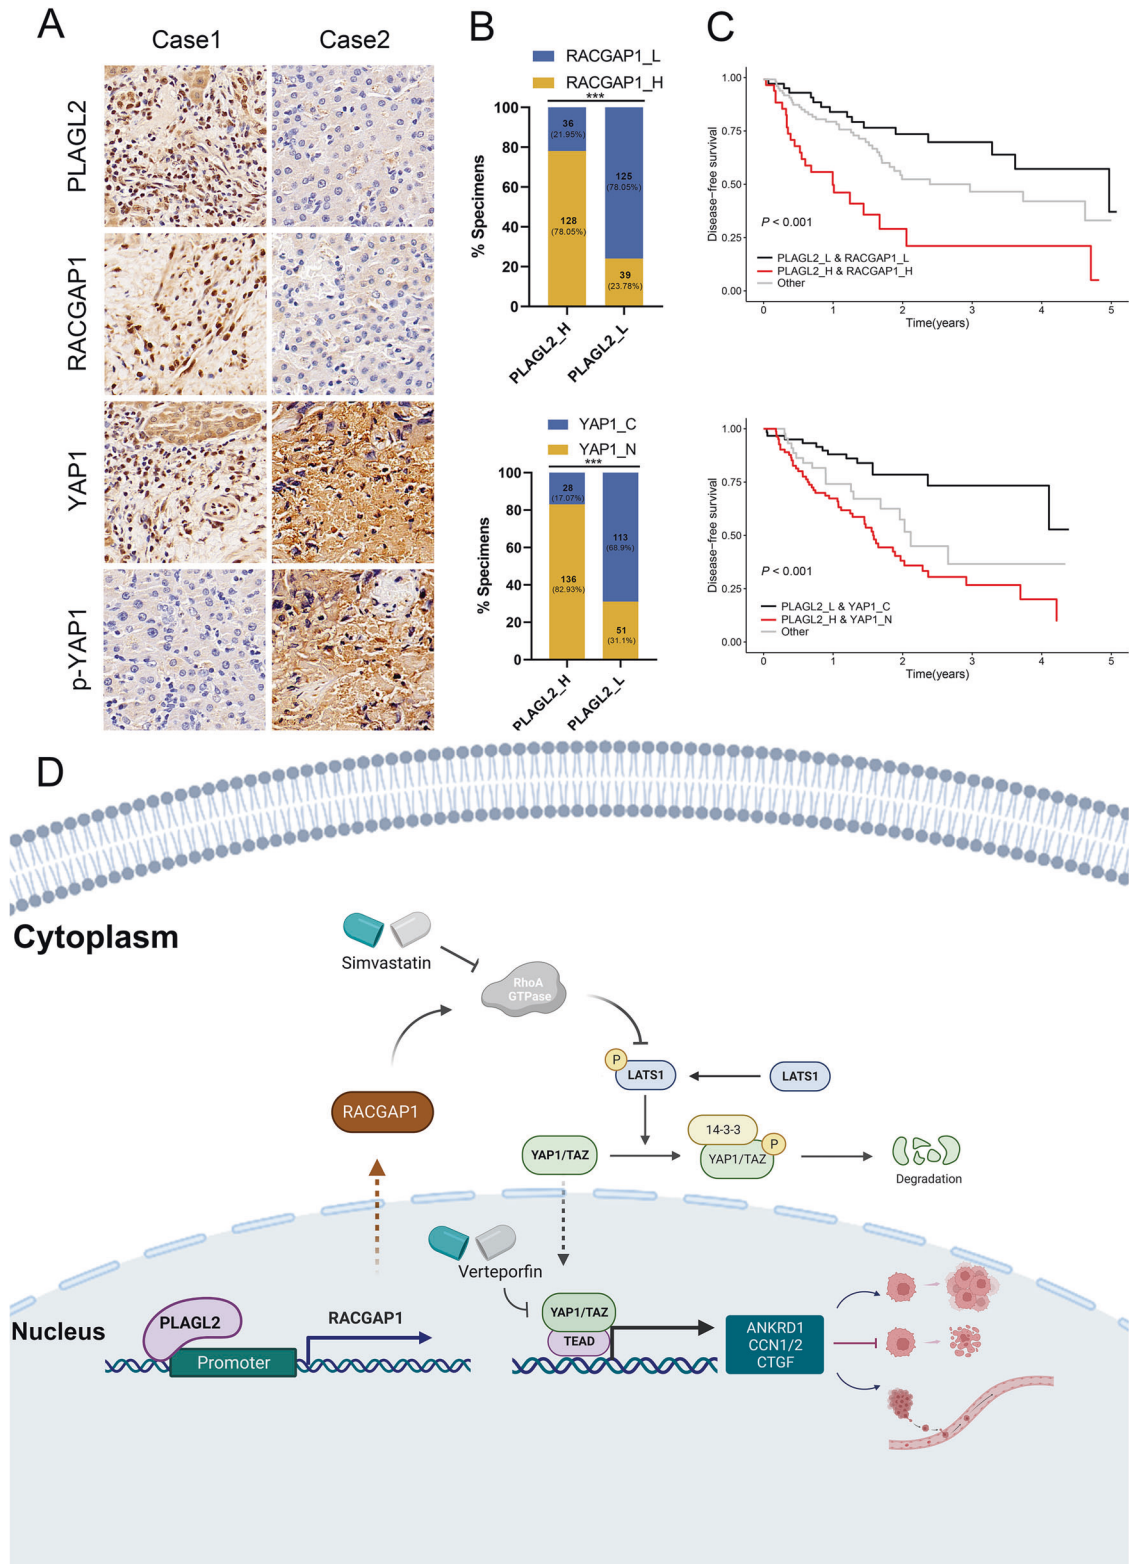 A
Case1
Case2
PLAGL2
RACGAP1
YAP1
p-YAP1
B
RACGAP1_L
RACGAP1_H
***
% Specimens
100
80
60
40
20
0
36
(21.95%)
128
(78.05%)
125
(78.05%)
39
(23.78%)
PLAGL2_H
PLAGL2_L
YAP1_C
YAP1_N
***
% Specimens
100
80
60
40
20
0
28
(17.07%)
136
(82.93%)
113
(68.9%)
51
(31.1%)
PLAGL2_H
PLAGL2_L
C
Disease-free survival
1.00
0.75
0.50
0.25
0.00
P < 0.001
PLAGL2_L & RACGAP1_L
PLAGL2_H & RACGAP1_H
Other
0 1 2 3 4 5
Time(years)
Disease-free survival
1.00
0.75
0.50
0.25
0.00
P < 0.001
PLAGL2_L & YAP1_C
PLAGL2_H & YAP1_N
Other
0 1 2 3 4 5
Time(years)
D
Cytoplasm
Simvastatin
RhoA
GTPase
P
LATS1
LATS1
RACGAP1
14-3-3
YAP1/TAZ
YAP1/TAZ
P
Degradation
Verteporfin
Nucleus
PLAGL2
Promoter
RACGAP1
YAP1/TAZ
TEAD
ANKRD1
CCN1/2
CTGF